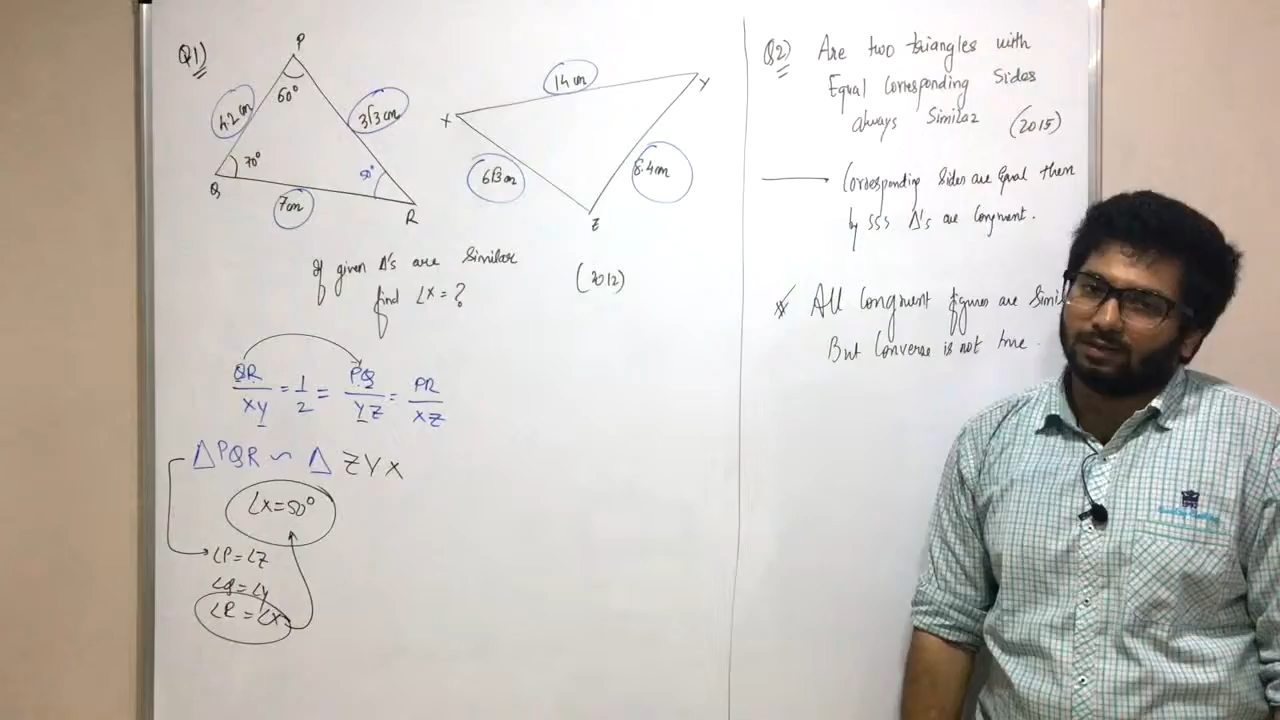 Q1)
P
60°
4.2 cm
3√3 cm
70°
50°
Q
7cm
R
14 cm
X
Y
6√3 cm
8.4 cm
Z
If given Δ's are Similar
find ∠X = ?
(2012)
QR/XY = 1/2 = PQ/YZ = PR/XZ
ΔPQR ~ Δ ZYX
∠X = 50°
∠P = ∠Z
∠Q = ∠Y
∠R = ∠X
Q2) Are two triangles with
Equal Corresponding Sides
always Similar (2015)
Corresponding Sides are Equal then
by SSS Δ's are Congruent.
* All Congruent figures are Simil
But Converse is not true.